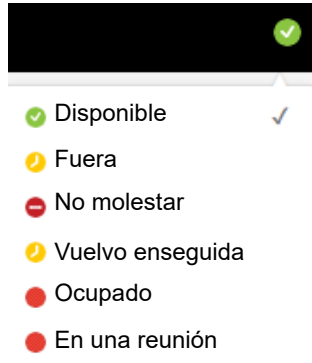 Disponible
Fuera
No molestar
Vuelvo enseguida
Ocupado
En una reunión